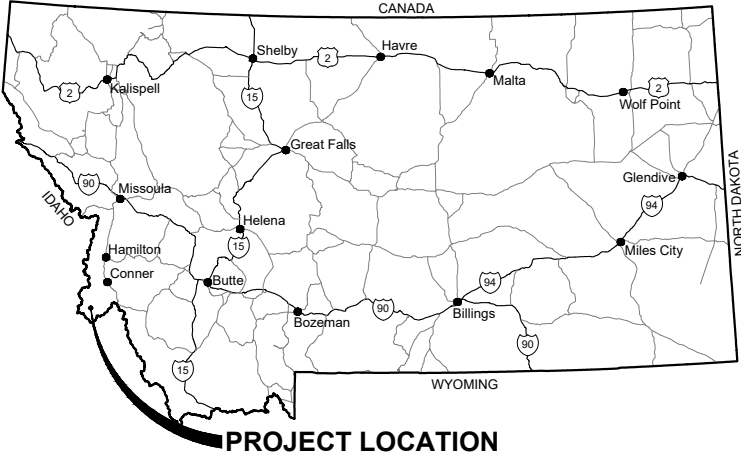 CANADA
Shelby
2
Havre
2
Kalispell
Malta
2
Wolf Point
15
Great Falls
90
Missoula
Glendive
94
NORTH DAKOTA
IDAHO
Helena
15
Hamilton
Miles City
Conner
Butte
94
90
Billings
Bozeman
90
15
WYOMING
PROJECT LOCATION